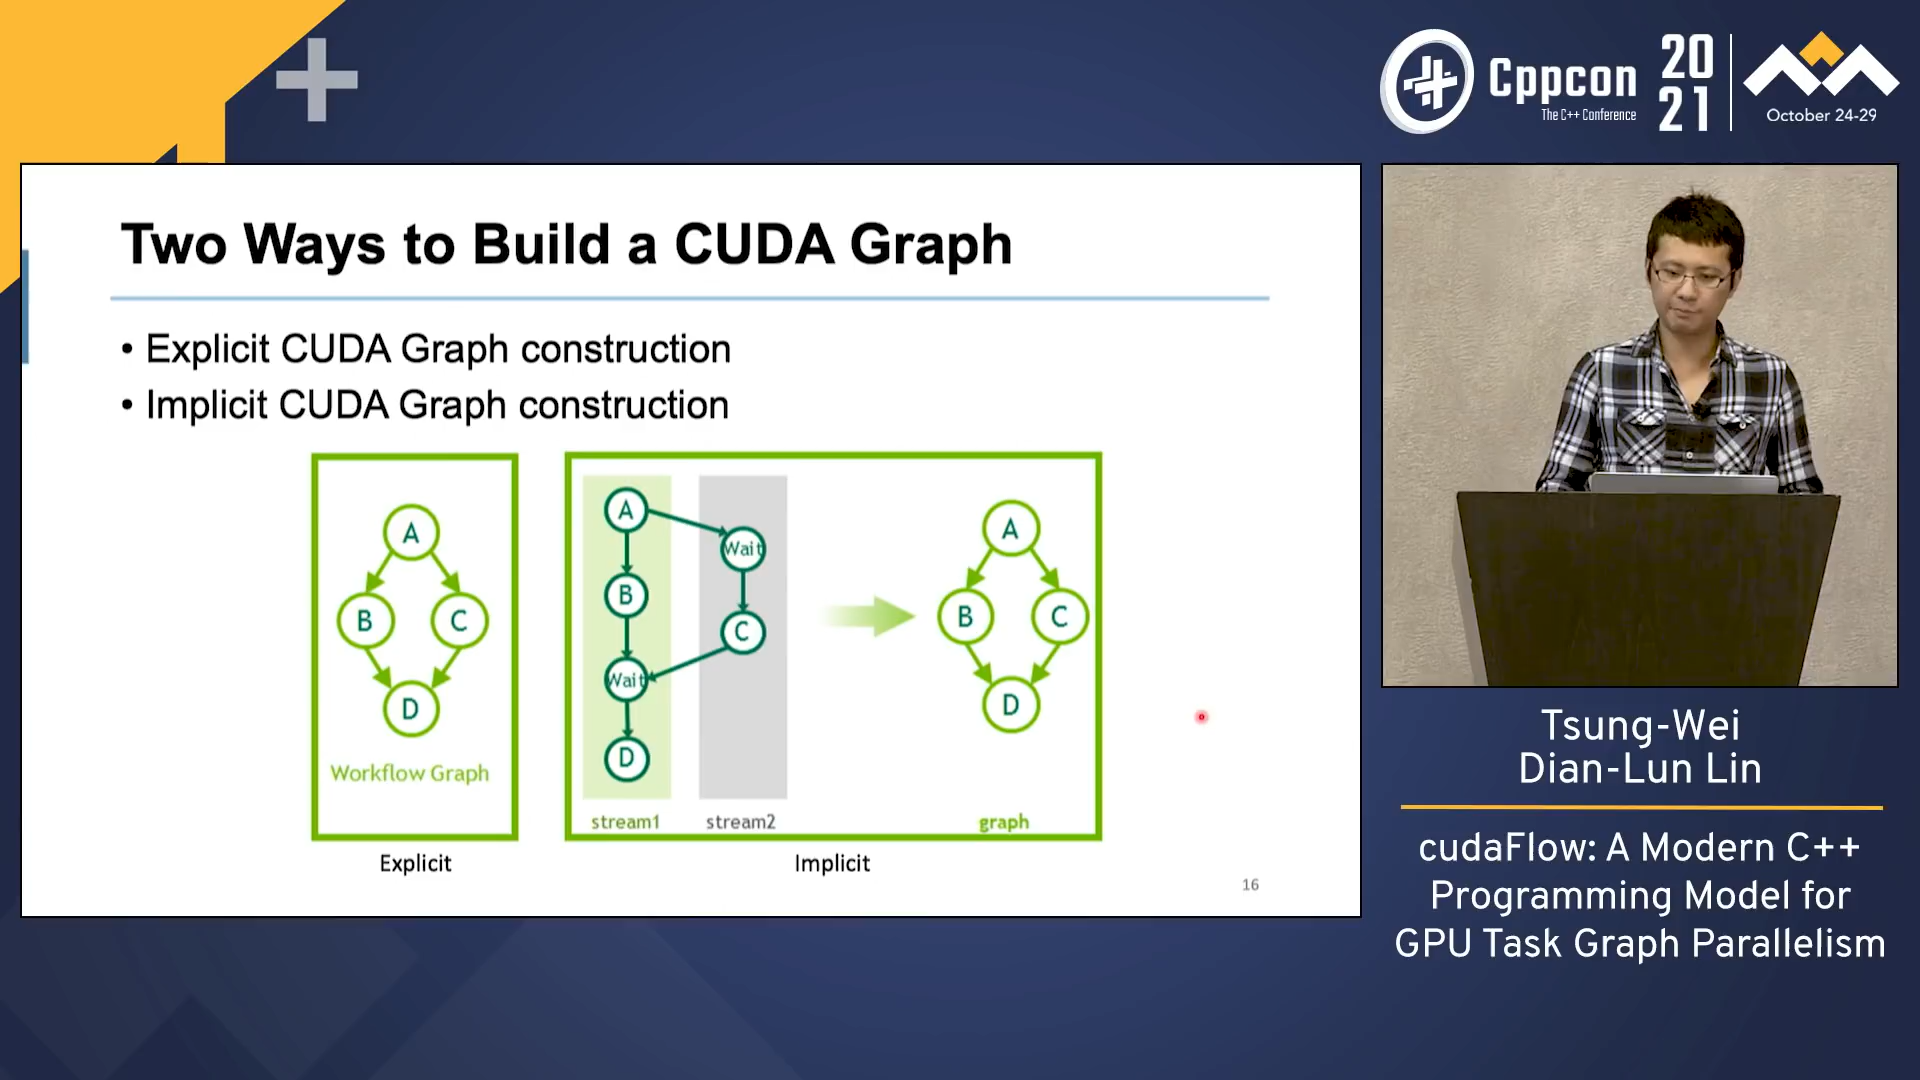 Cppcon
The C++ Conference
20
21
October 24-29
Two Ways to Build a CUDA Graph
• Explicit CUDA Graph construction
• Implicit CUDA Graph construction
A
B
C
D
Workflow Graph
Explicit
A
Wait
B
C
Wait
D
stream1
stream2
A
B
C
D
graph
Implicit
16
Tsung-Wei
Dian-Lun Lin
cudaFlow: A Modern C++
Programming Model for
GPU Task Graph Parallelism